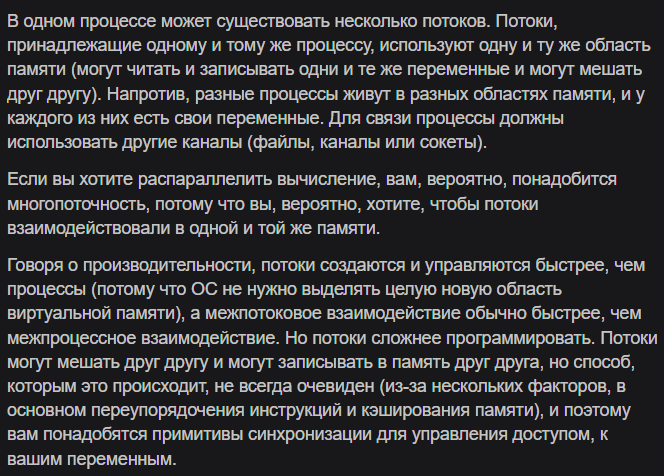 В одном процессе может существовать несколько потоков. Потоки,
принадлежащие одному и тому же процессу, используют одну и ту же область
памяти (могут читать и записывать одни и те же переменные и могут мешать
друг другу). Напротив, разные процессы живут в разных областях памяти, и у
каждого из них есть свои переменные. Для связи процессы должны
использовать другие каналы (файлы, каналы или сокеты).
Если вы хотите распараллелить вычисление, вам, вероятно, понадобится
многопоточность, потому что вы, вероятно, хотите, чтобы потоки
взаимодействовали в одной и той же памяти.
Говоря о производительности, потоки создаются и управляются быстрее, чем
процессы (потому что ОС не нужно выделять целую новую область
виртуальной памяти), а межпотоковое взаимодействие обычно быстрее, чем
межпроцессное взаимодействие. Но потоки сложнее программировать. Потоки
могут мешать друг другу и могут записывать в память друг друга, но способ,
которым это происходит, не всегда очевиден (из-за нескольких факторов, в
основном переупорядочения инструкций и кэширования памяти), и поэтому
вам понадобятся примитивы синхронизации для управления доступом, к
вашим переменным.